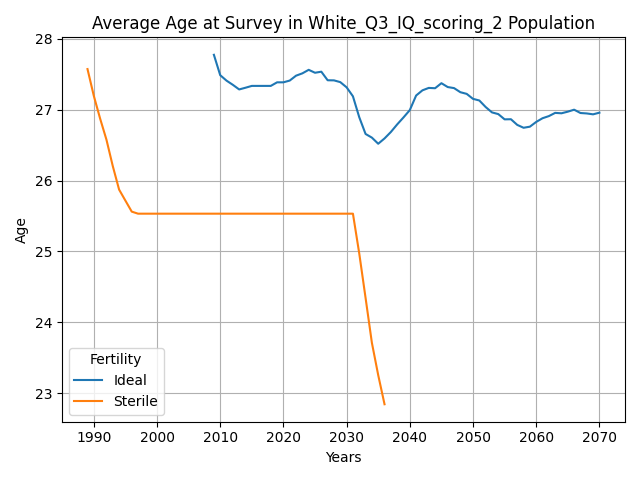 Average Age at Survey in White_Q3_IQ_scoring_2 Population
28
27
26
25
24
23
Age
Fertility
Ideal
Sterile
1990 2000 2010 2020 2030 2040 2050 2060 2070
Years